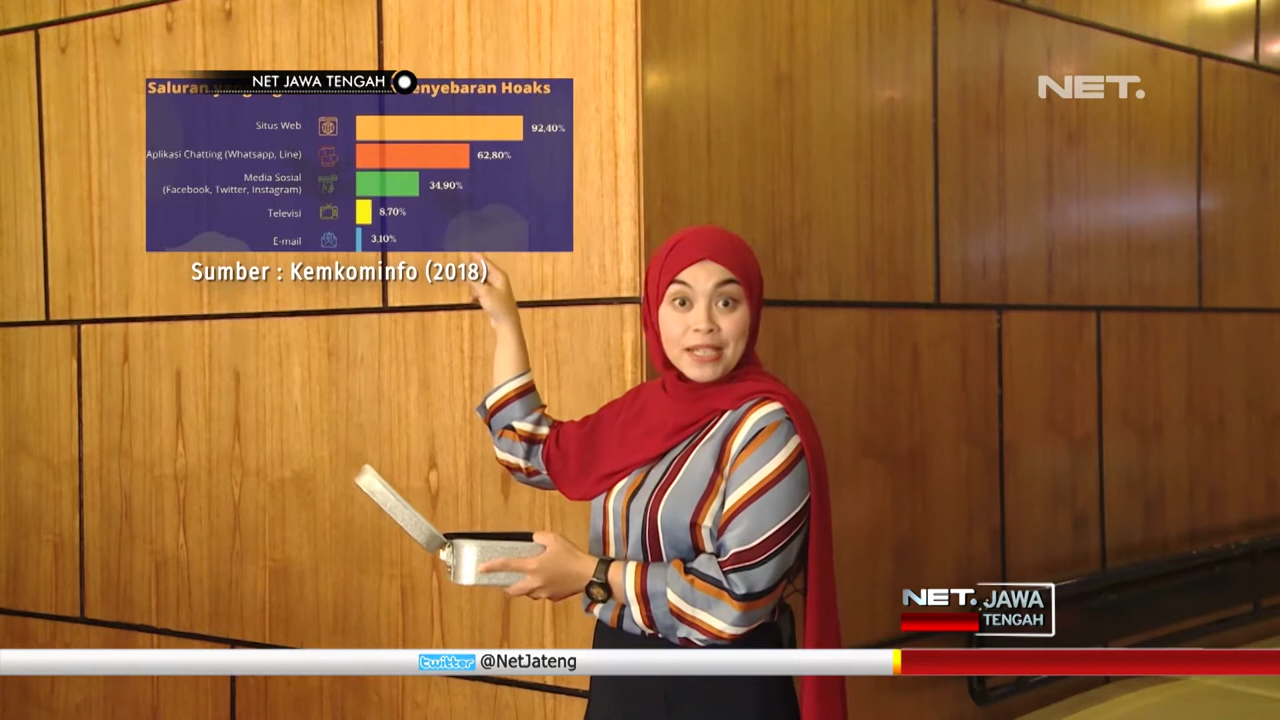 NET JAWA TENGAH
NET.
Saluran enyebaran Hoaks
Situs Web 92,40%
Aplikasi Chatting (Whatsapp, Line) 62,80%
Media Sosial
(Facebook, Twitter, Instagram) 34,90%
Televisi 8,70%
E-mail 3,10%
Sumber : Kemkominfo (2018)
NET. JAWA
TENGAH
twitter @NetJateng